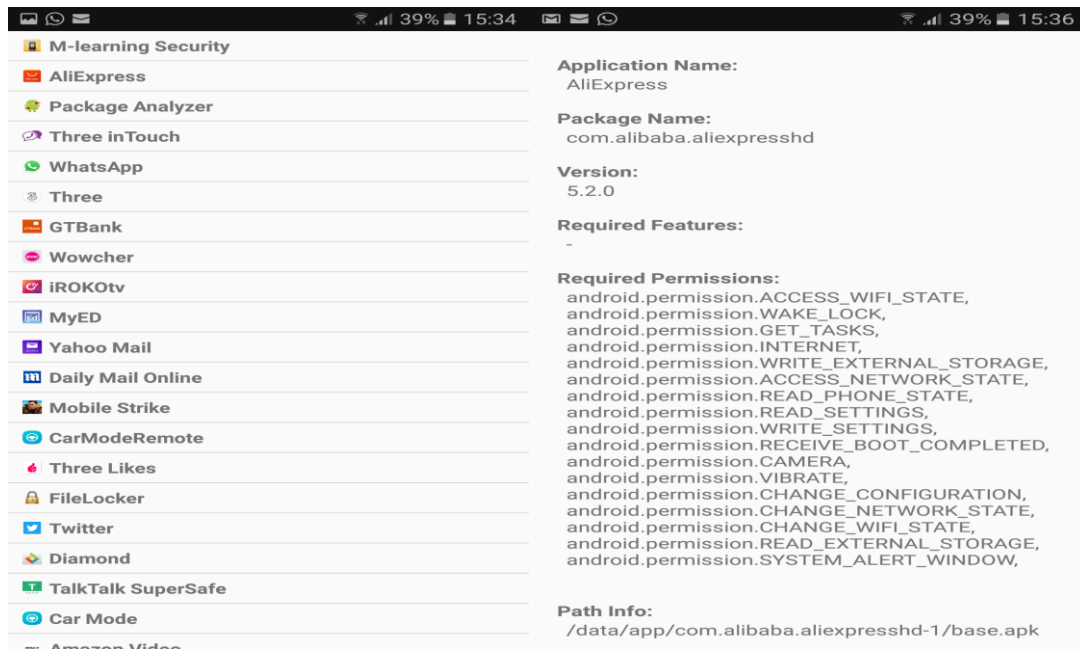 39% 15:34
M-learning Security
AliExpress
Package Analyzer
Three inTouch
WhatsApp
Three
GTBank
Wowcher
iROKOtv
MyED
Yahoo Mail
Daily Mail Online
Mobile Strike
CarModeRemote
Three Likes
FileLocker
Twitter
Diamond
TalkTalk SuperSafe
Car Mode
Amazon Video
39% 15:36
Application Name:
AliExpress
Package Name:
com.alibaba.aliexpresshd
Version:
5.2.0
Required Features:
-
Required Permissions:
android.permission.ACCESS_WIFI_STATE,
android.permission.WAKE_LOCK,
android.permission.GET_TASKS,
android.permission.INTERNET,
android.permission.WRITE_EXTERNAL_STORAGE,
android.permission.ACCESS_NETWORK_STATE,
android.permission.READ_PHONE_STATE,
android.permission.READ_SETTINGS,
android.permission.WRITE_SETTINGS,
android.permission.RECEIVE_BOOT_COMPLETED,
android.permission.CAMERA,
android.permission.VIBRATE,
android.permission.CHANGE_CONFIGURATION,
android.permission.CHANGE_NETWORK_STATE,
android.permission.CHANGE_WIFI_STATE,
android.permission.READ_EXTERNAL_STORAGE,
android.permission.SYSTEM_ALERT_WINDOW,
Path Info:
/data/app/com.alibaba.aliexpresshd-1/base.apk